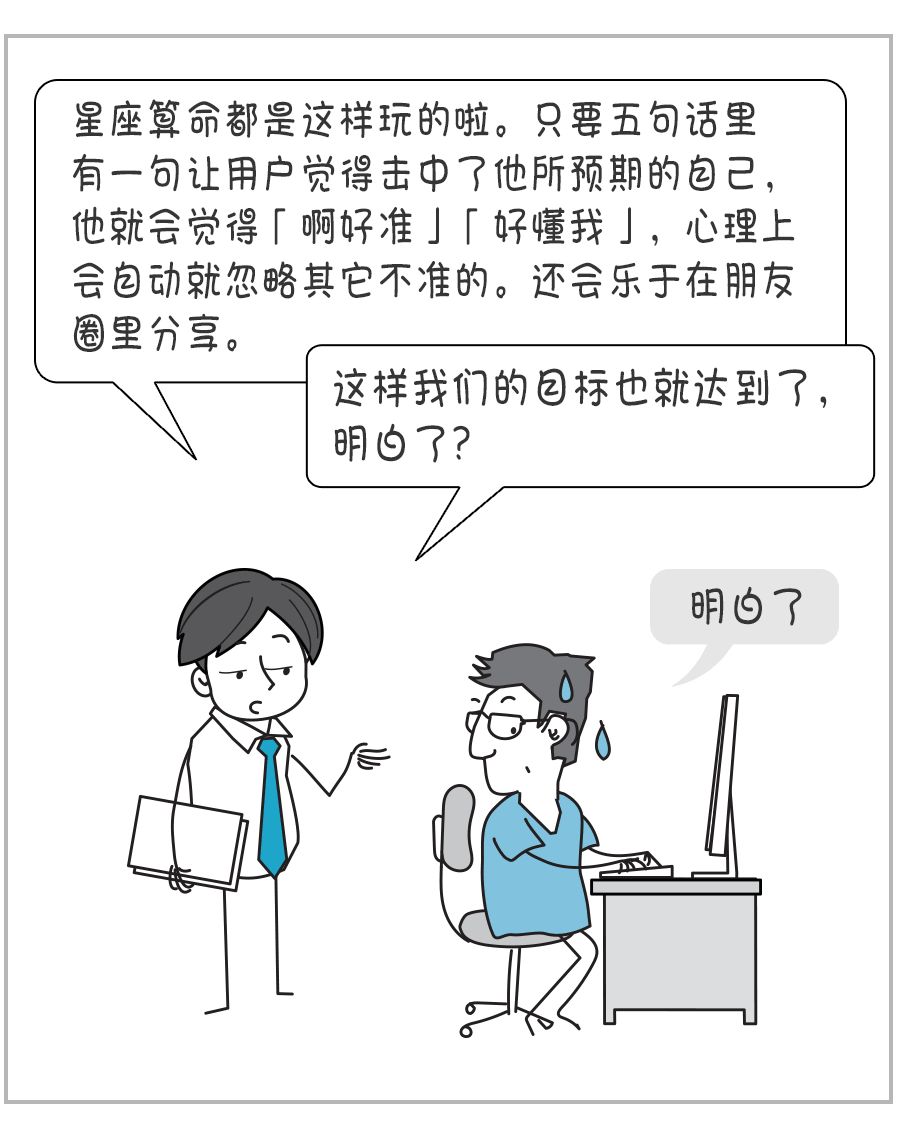 星座算命都是这样玩的啦。只要五句话里
有一句让用户觉得击中了他所预期的自己，
他就会觉得「啊好准」「好懂我」，心理上
会自动就忽略其它不准的。还会乐于在朋友
圈里分享。
这样我们的目标也就达到了，
明白了？
明白了